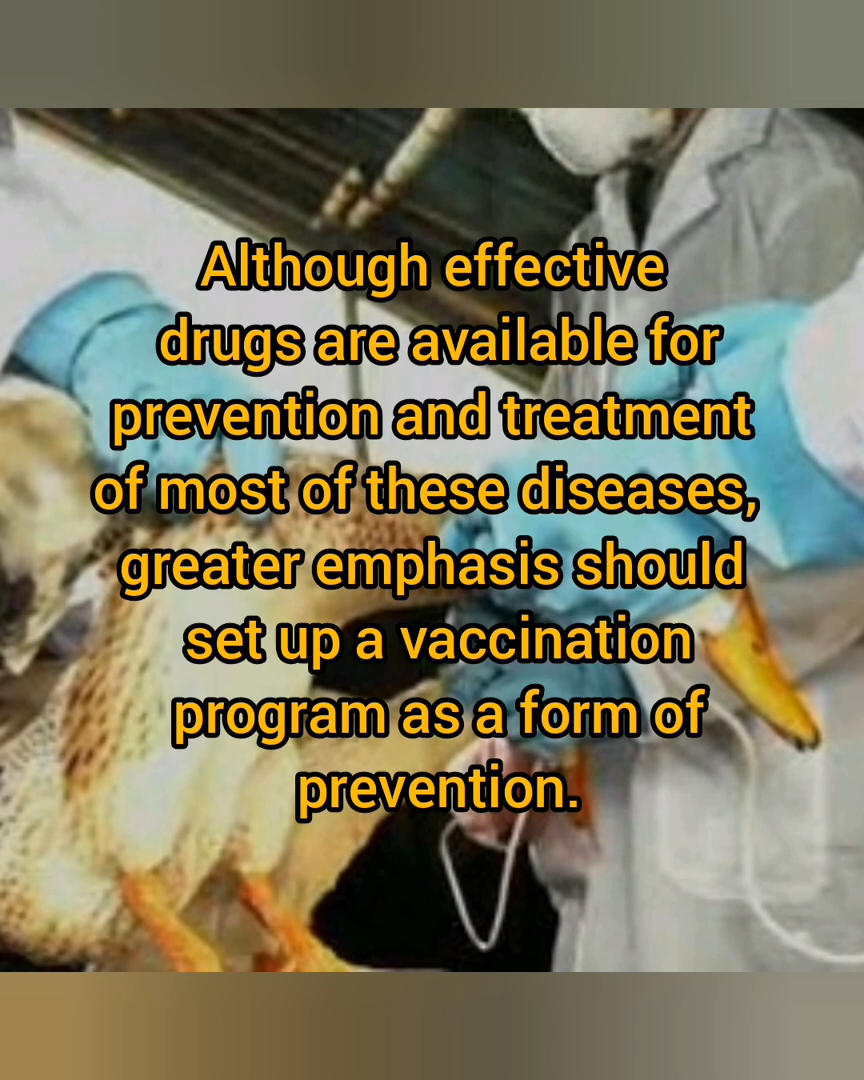 Although effective
drugs are available for
prevention and treatment
of most of these diseases,
greater emphasis should
set up a vaccination
program as a form of
prevention.